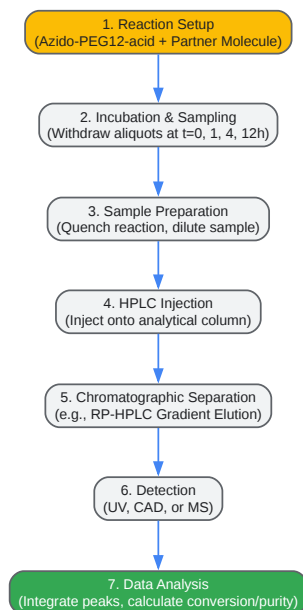 1. Reaction Setup
(Azido-PEG12-acid + Partner Molecule)
2. Incubation & Sampling
(Withdraw aliquots at t=0, 1, 4, 12h)
3. Sample Preparation
(Quench reaction, dilute sample)
4. HPLC Injection
(Inject onto analytical column)
5. Chromatographic Separation
(e.g., RP-HPLC Gradient Elution)
6. Detection
(UV, CAD, or MS)
7. Data Analysis
(Integrate peaks, calculate conversion/purity)